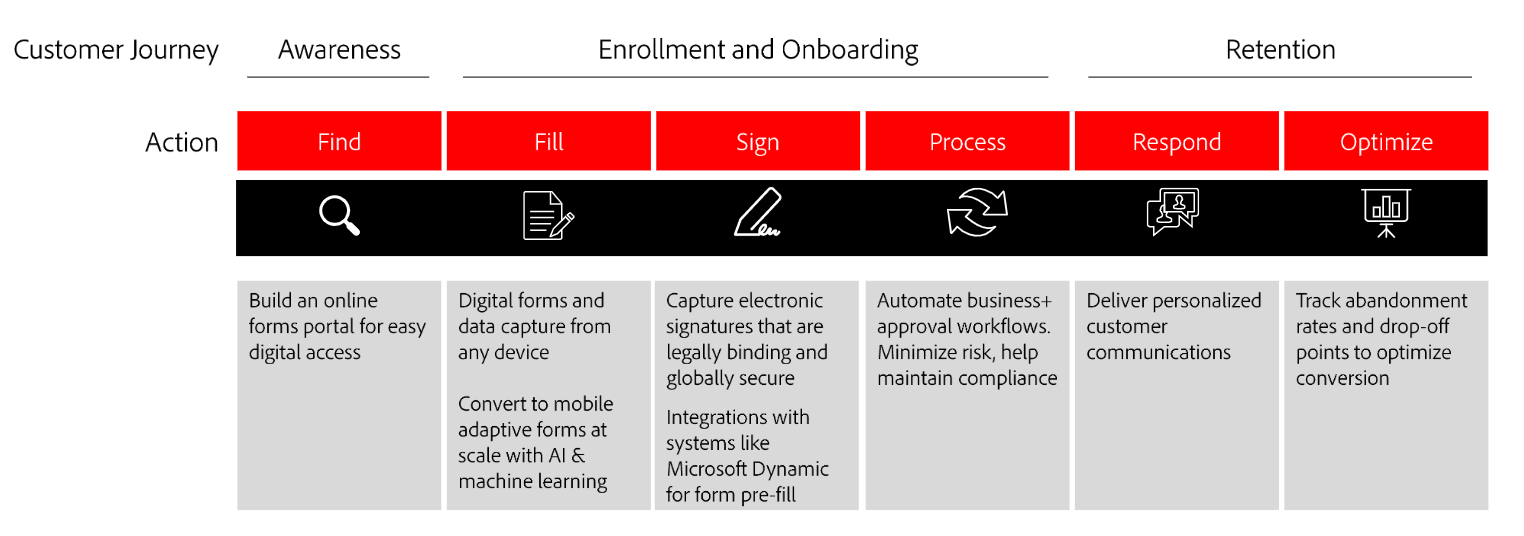 Customer Journey
Awareness
Enrollment and Onboarding
Retention
Action
Find
Fill
Sign
Process
Respond
Optimize
Build an online
forms portal for easy
digital access
Digital forms and
data capture from
any device
Convert to mobile
adaptive forms at
scale with AI &
machine learning
Capture electronic
signatures that are
legally binding and
globally secure
Integrations with
systems like
Microsoft Dynamic
for form pre-fill
Automate business+
approval workflows.
Minimize risk, help
maintain compliance
Deliver personalized
customer
communications
Track abandonment
rates and drop-off
points to optimize
conversion